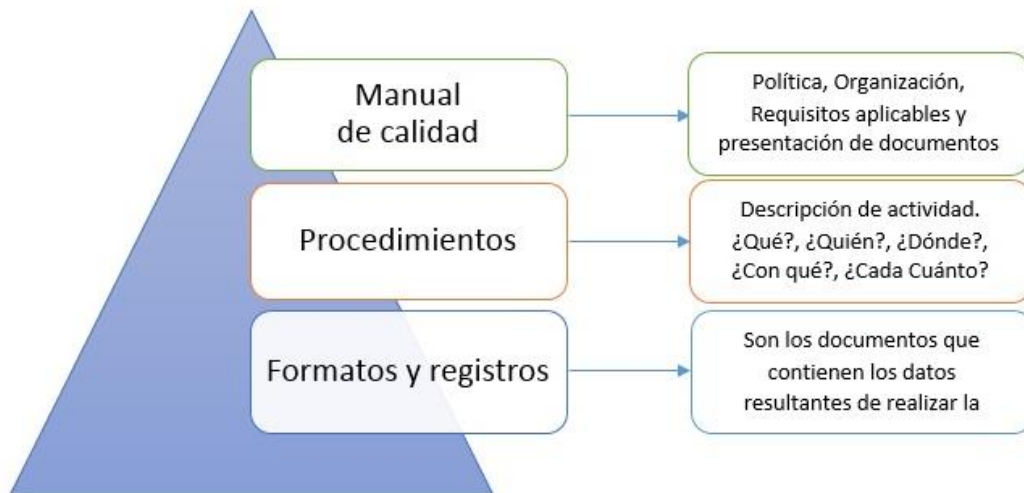 Manual
de calidad
Política, Organización,
Requisitos aplicables y
presentación de documentos
Procedimientos
Descripción de actividad.
¿Qué?, ¿Quién?, ¿Dónde?,
¿Con qué?, ¿Cada Cuánto?
Formatos y registros
Son los documentos que
contienen los datos
resultantes de realizar la